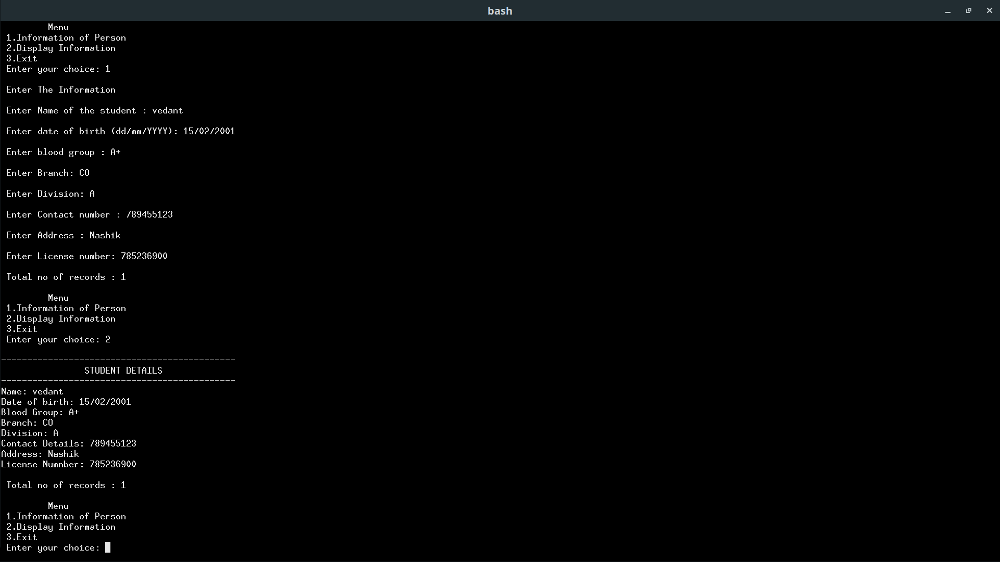 bash
Menu
1.Information of Person
2.Display Information
3.Exit
Enter your choice: 1
Enter The Information
Enter Name of the student : vedant
Enter date of birth (dd/mm/YYYY): 15/02/2001
Enter blood group : A+
Enter Branch: CO
Enter Division: A
Enter Contact number : 789455123
Enter Address : Nashik
Enter License number: 785236900
Total no of records : 1
Menu
1.Information of Person
2.Display Information
3.Exit
Enter your choice: 2
---------------------------------------------
STUDENT DETAILS
---------------------------------------------
Name: vedant
Date of birth: 15/02/2001
Blood Group: A+
Branch: CO
Division: A
Contact Details: 789455123
Address: Nashik
License Numnber: 785236900
Total no of records : 1
Menu
1.Information of Person
2.Display Information
3.Exit
Enter your choice: